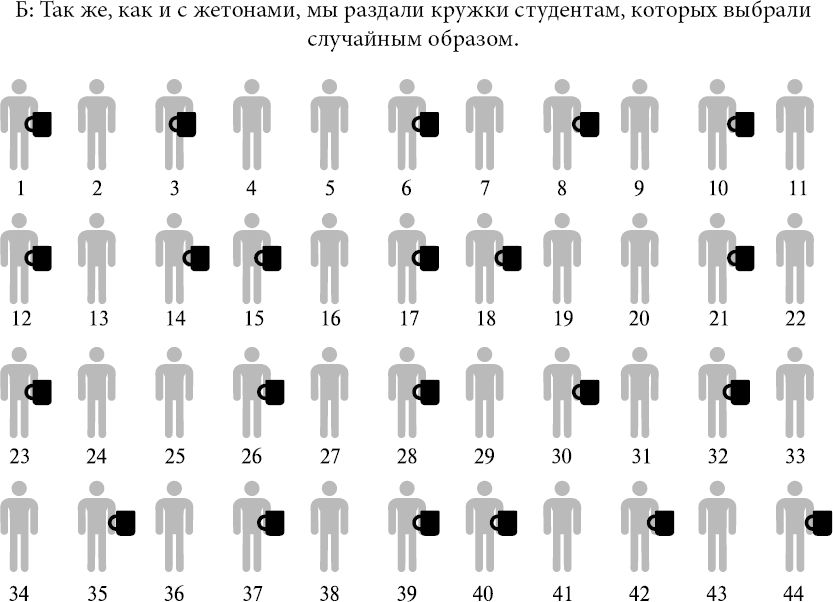 Б: Так же, как и с жетонами, мы раздали кружки студентам, которых выбрали
случайным образом.
1 2 3 4 5 6 7 8 9 10 11
12 13 14 15 16 17 18 19 20 21 22
23 24 25 26 27 28 29 30 31 32 33
34 35 36 37 38 39 40 41 42 43 44